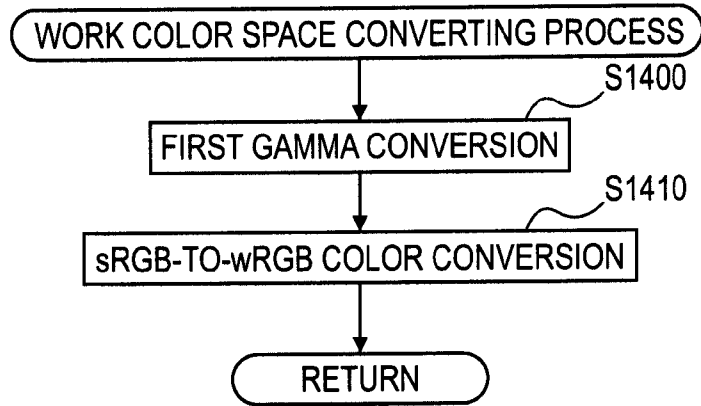 WORK COLOR SPACE CONVERTING PROCESS
S1400
FIRST GAMMA CONVERSION
S1410
sRGB-TO-wRGB COLOR CONVERSION
RETURN